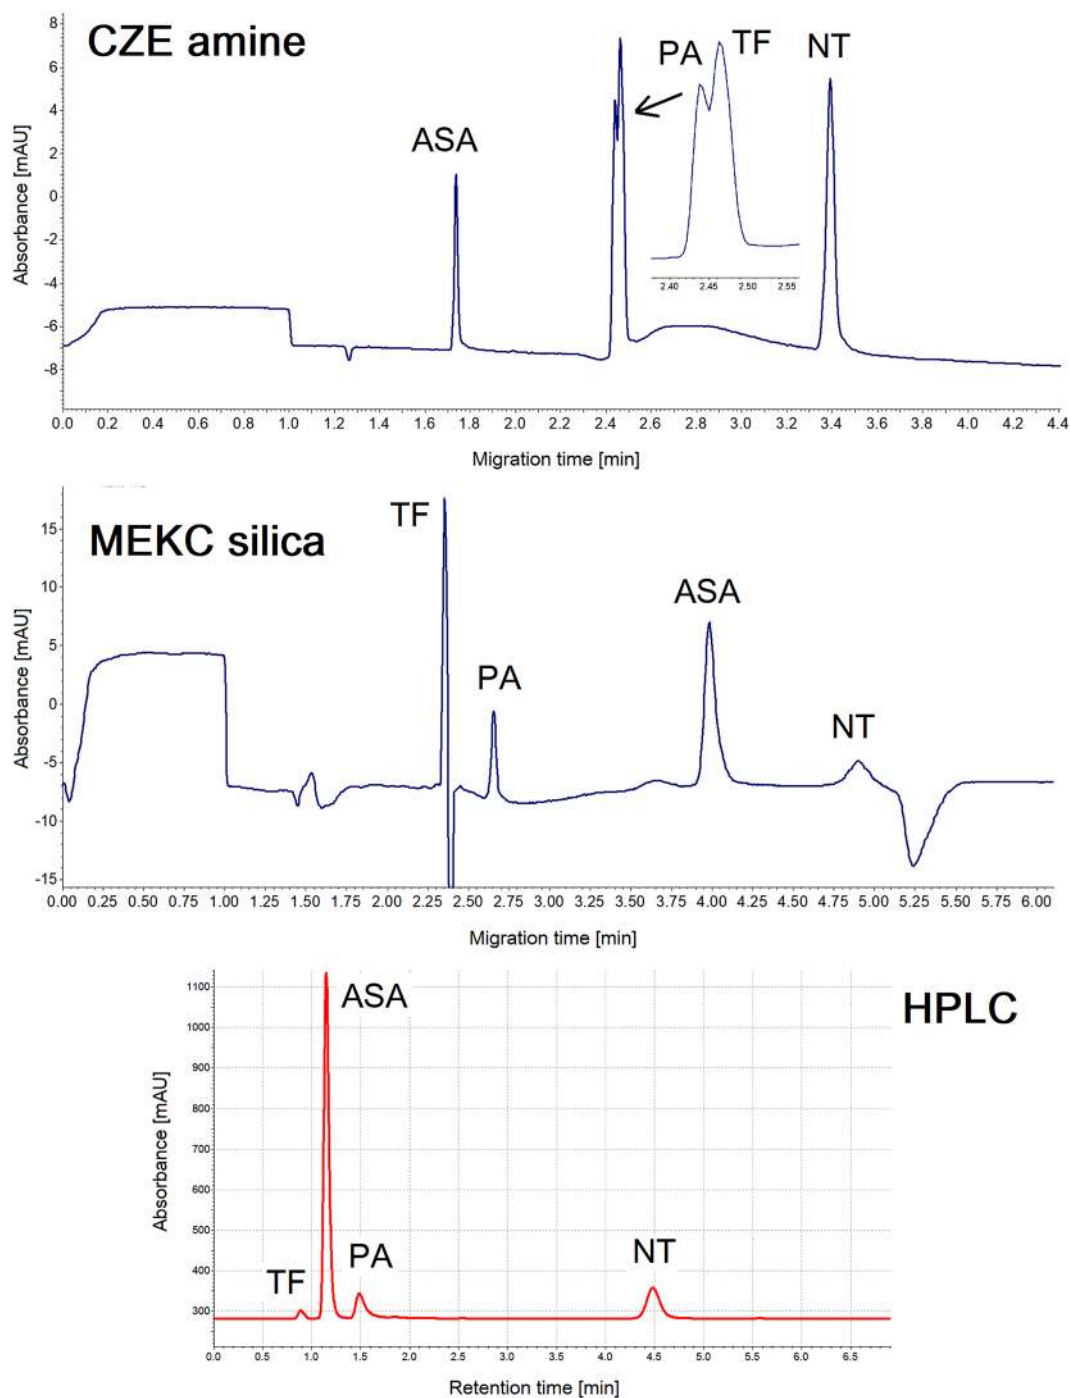 CZE amine
Absorbance [mAU]
8
6
4
2
0
-2
-4
-6
-8
ASA
PA
TF
NT
2.40 2.45 2.50 2.55
0.0 0.2 0.4 0.6 0.8 1.0 1.2 1.4 1.6 1.8 2.0 2.2 2.4 2.6 2.8 3.0 3.2 3.4 3.6 3.8 4.0 4.2 4.4
Migration time [min]
MEKC silica
Absorbance [mAU]
15
10
5
0
-5
-10
-15
TF
PA
ASA
NT
0.00 0.25 0.50 0.75 1.00 1.25 1.50 1.75 2.00 2.25 2.50 2.75 3.00 3.25 3.50 3.75 4.00 4.25 4.50 4.75 5.00 5.25 5.50 5.75 6.00
Migration time [min]
HPLC
Absorbance [mAU]
1100
1000
900
800
700
600
500
400
300
TF
ASA
PA
NT
0.0 0.5 1.0 1.5 2.0 2.5 3.0 3.5 4.0 4.5 5.0 5.5 6.0 6.5
Retention time [min]